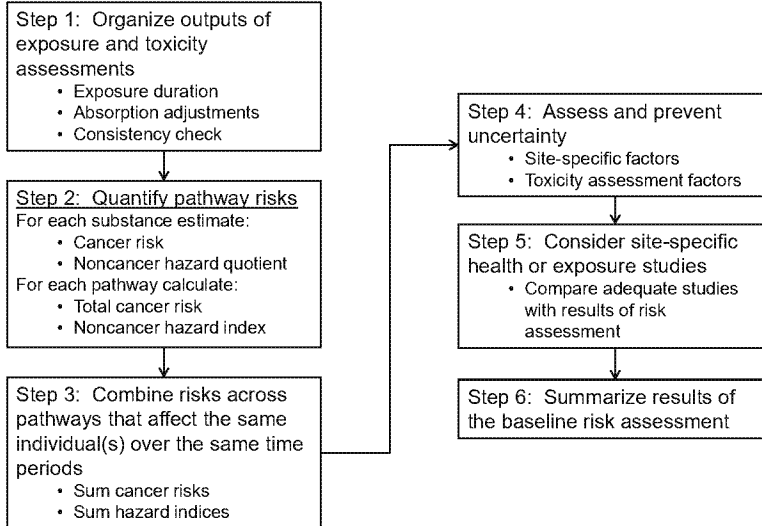 Step 1: Organize outputs of
exposure and toxicity
assessments
• Exposure duration
• Absorption adjustments
• Consistency check
Step 2: Quantify pathway risks
For each substance estimate:
• Cancer risk
• Noncancer hazard quotient
For each pathway calculate:
• Total cancer risk
• Noncancer hazard index
Step 3: Combine risks across
pathways that affect the same
individual(s) over the same time
periods
• Sum cancer risks
• Sum hazard indices
Step 4: Assess and prevent
uncertainty
• Site-specific factors
• Toxicity assessment factors
Step 5: Consider site-specific
health or exposure studies
• Compare adequate studies
with results of risk
assessment
Step 6: Summarize results of
the baseline risk assessment